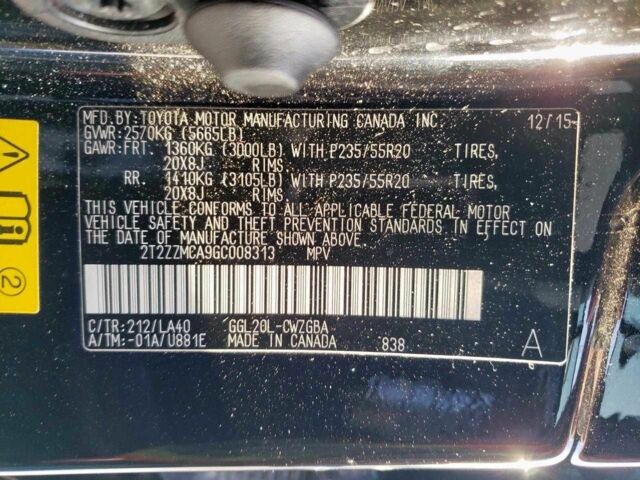 MFD.BY:TOYOTA MOTOR MANUFACTURING CANADA INC. 12/15
GVWR:2570KG (5665LB)
GAWR:FRT. 1360KG (3000LB) WITH P235/55R20 TIRES,
20X8J RIMS
RR. 1410KG (3105LB) WITH P235/55R20 TIRES,
20X8J RIMS
THIS VEHICLE CONFORMS TO ALL APPLICABLE FEDERAL MOTOR
VEHICLE SAFETY AND THEFT PREVENTION STANDARDS IN EFFECT ON
THE DATE OF MANUFACTURE SHOWN ABOVE.
2T2ZZMCA9GC008313 MPV
C/TR:212/LA40 GGL20L-CWZGBA
A/TM:-01A/U881E MADE IN CANADA 838 A
2